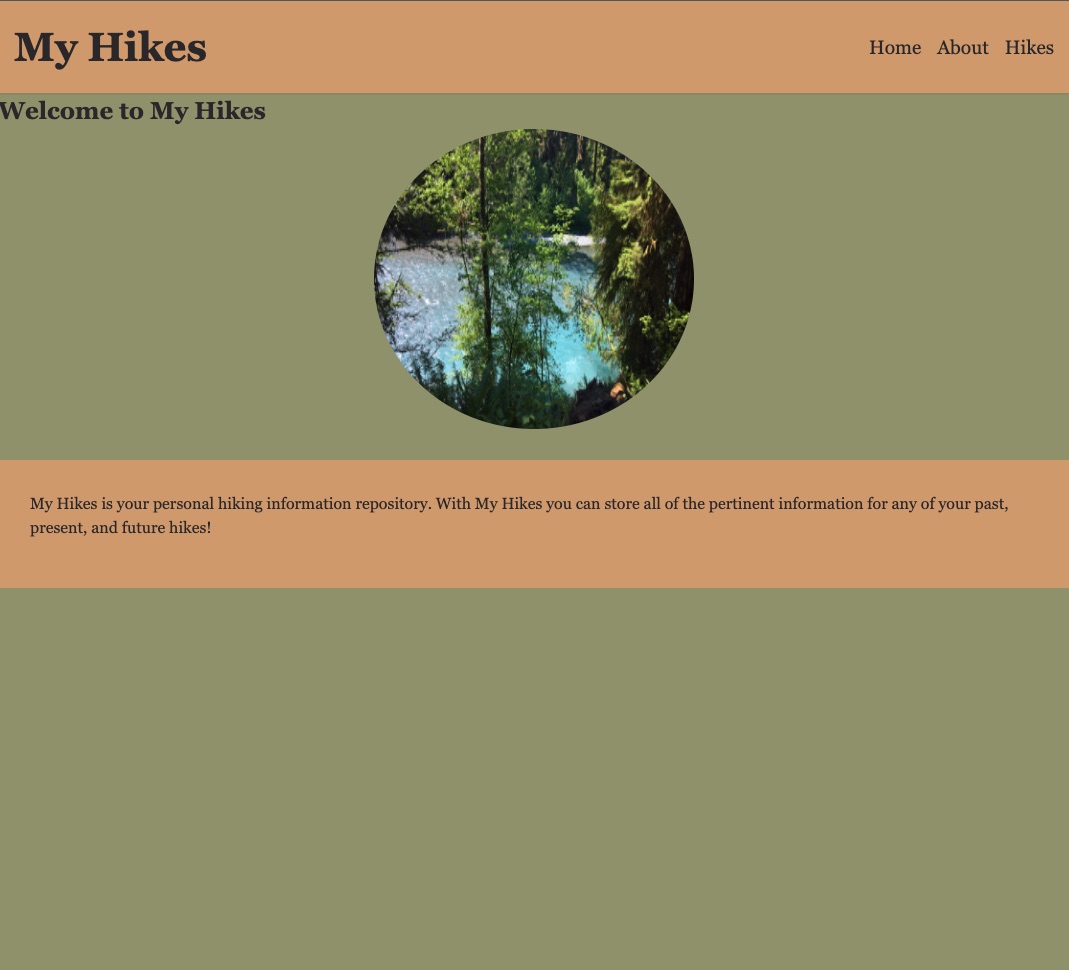 My Hikes
Home About Hikes
Welcome to My Hikes
My Hikes is your personal hiking information repository. With My Hikes you can store all of the pertinent information for any of your past,
present, and future hikes!